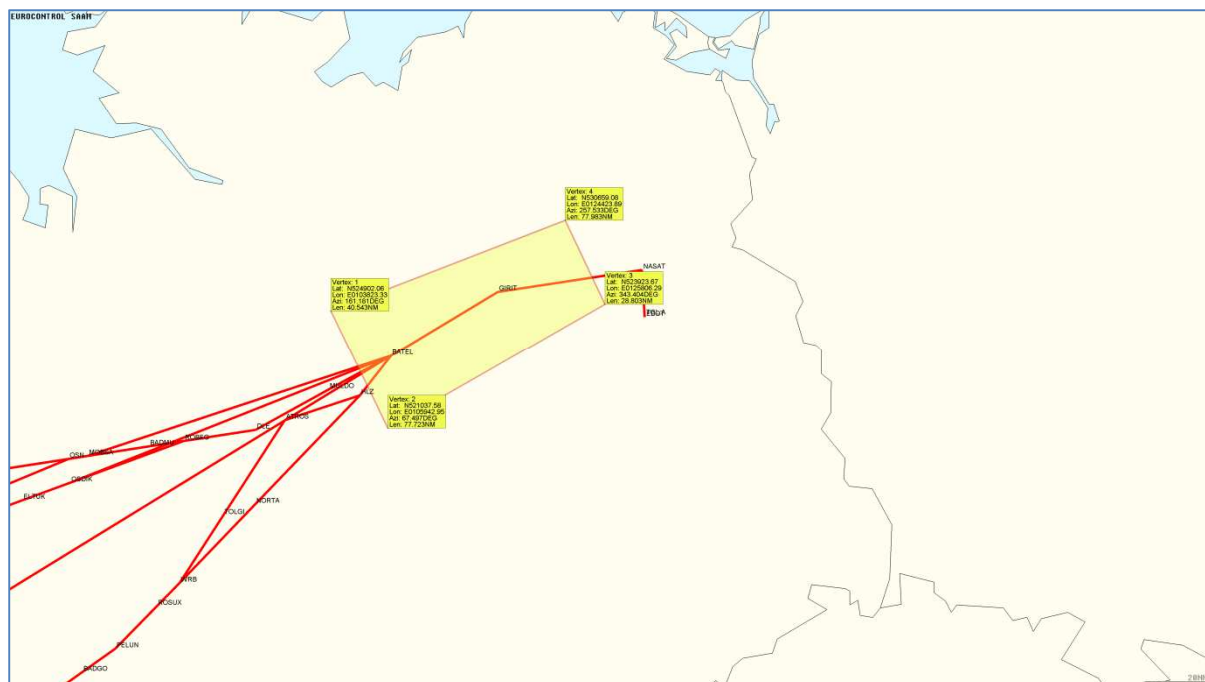 EUROCONTROL SAAM
Vertex: 4
Lat: N530659.08
Lon: E0124423.89
Azi: 257.533DEG
Len: 77.983NM
NASAT
Vertex: 3
Lat: N523923.67
Lon: E0125806.29
Azi: 343.404DEG
Len: 28.803NM
Vertex: 1
Lat: N524902.06
Lon: E0103823.33
Azi: 161.181DEG
Len: 40.543NM
GIRIT
BATEL
Vertex: 2
Lat: N521037.58
Lon: E0105942.95
Azi: 67.497DEG
Len: 77.723NM
OSN
ELTUK
NORTA
TOLGI
WRB
ROSUX
PELUN
BADGO
20NM